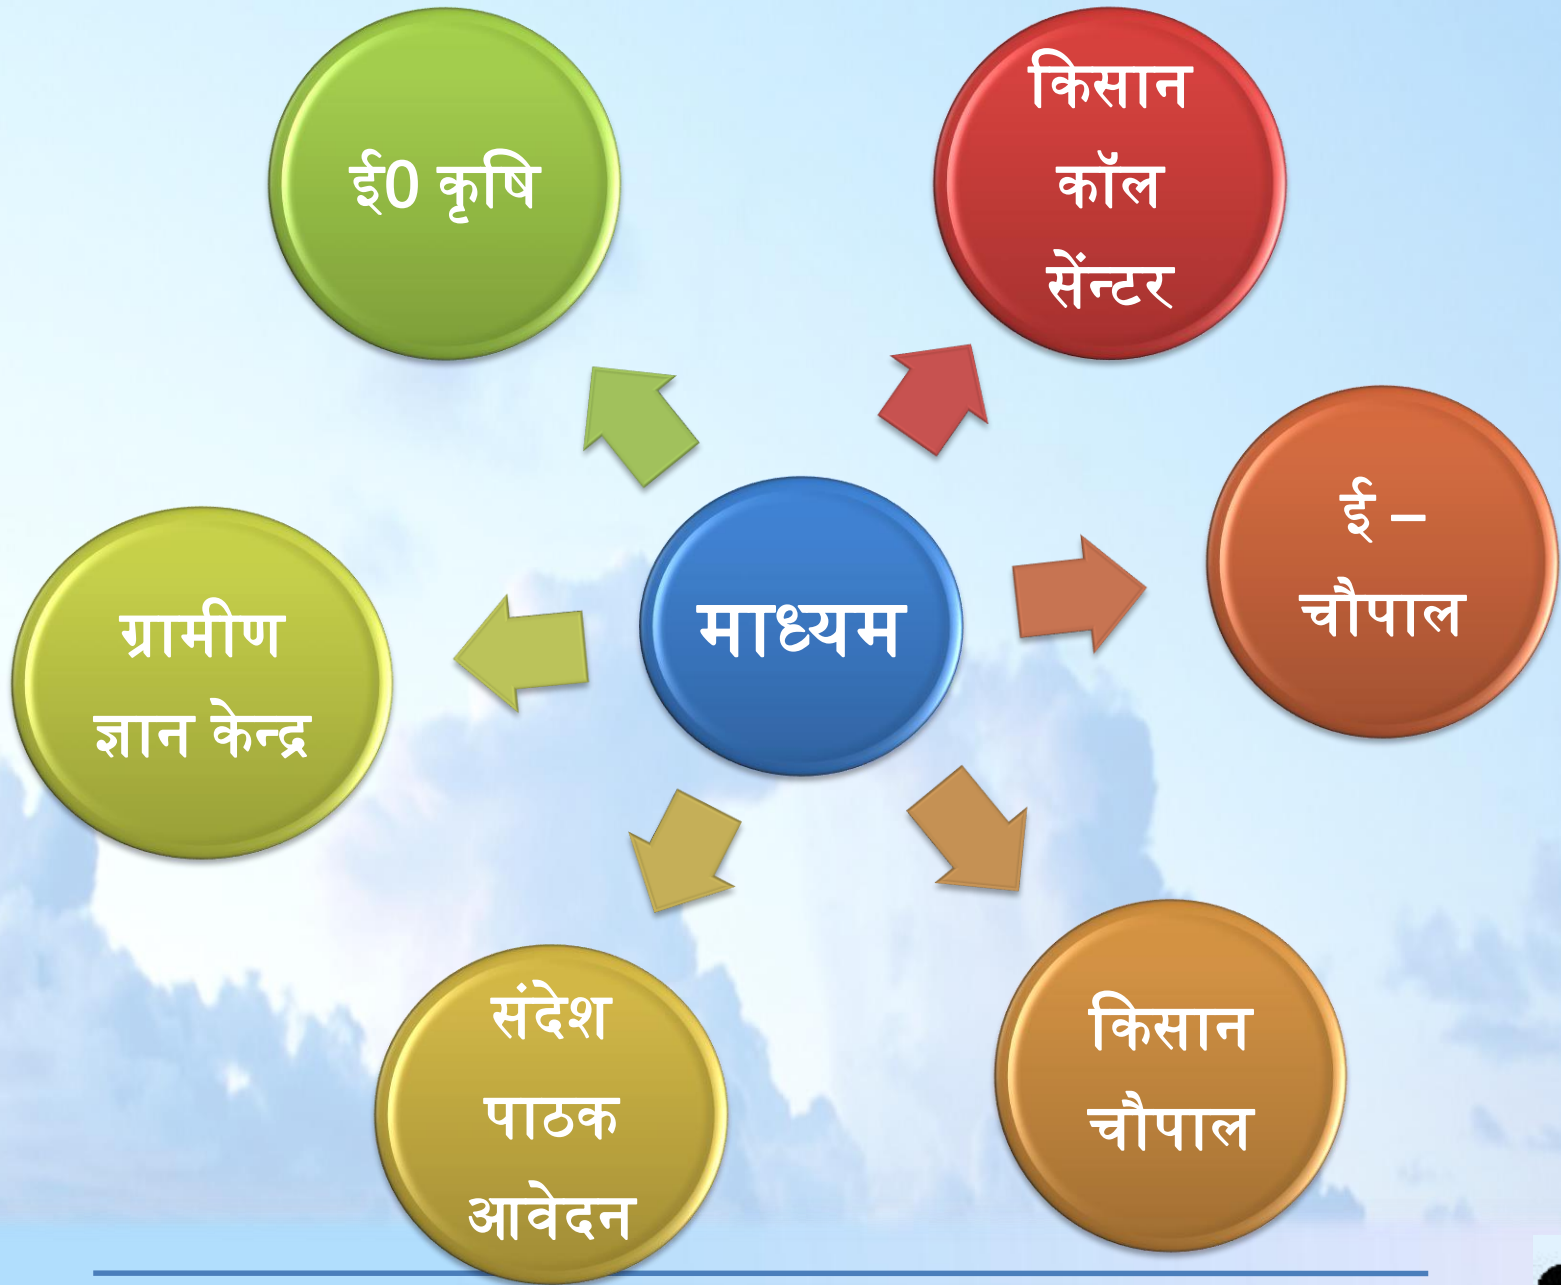 ई0 कृषि
किसान
कॉल
सेंन्टर
ई –
चौपाल
माध्यम
ग्रामीण
ज्ञान केन्द्र
संदेश
पाठक
आवेदन
किसान
चौपाल